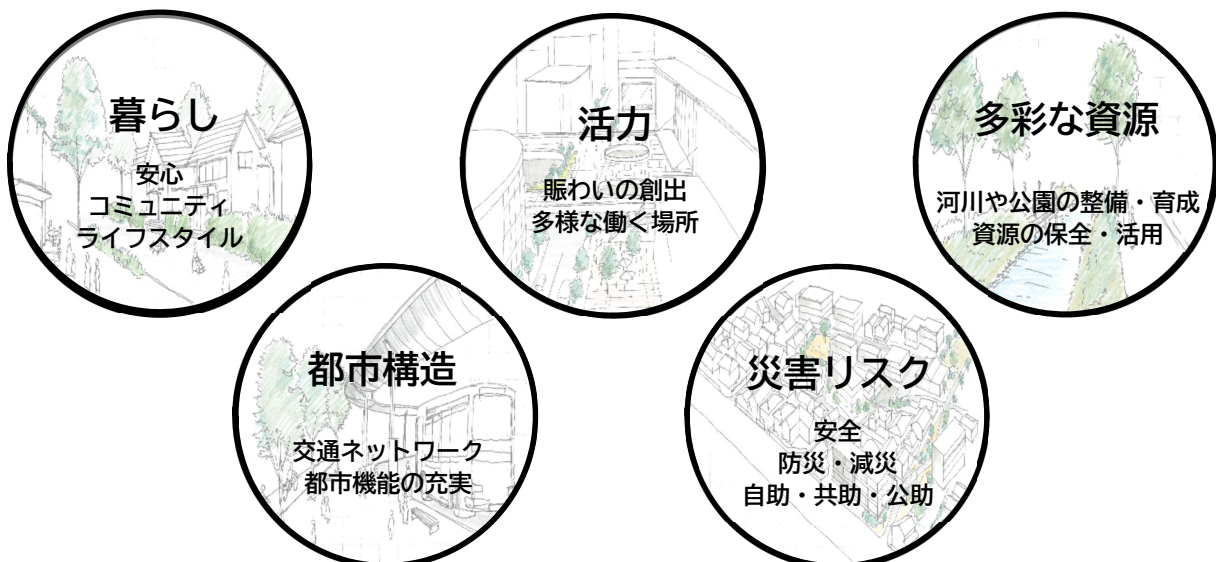 暮らし
安心
コミュニティ
ライフスタイル
活力
賑わいの創出
多様な働く場所
多彩な資源
河川や公園の整備・育成
資源の保全・活用
都市構造
交通ネットワーク
都市機能の充実
災害リスク
安全
防災・減災
自助・共助・公助